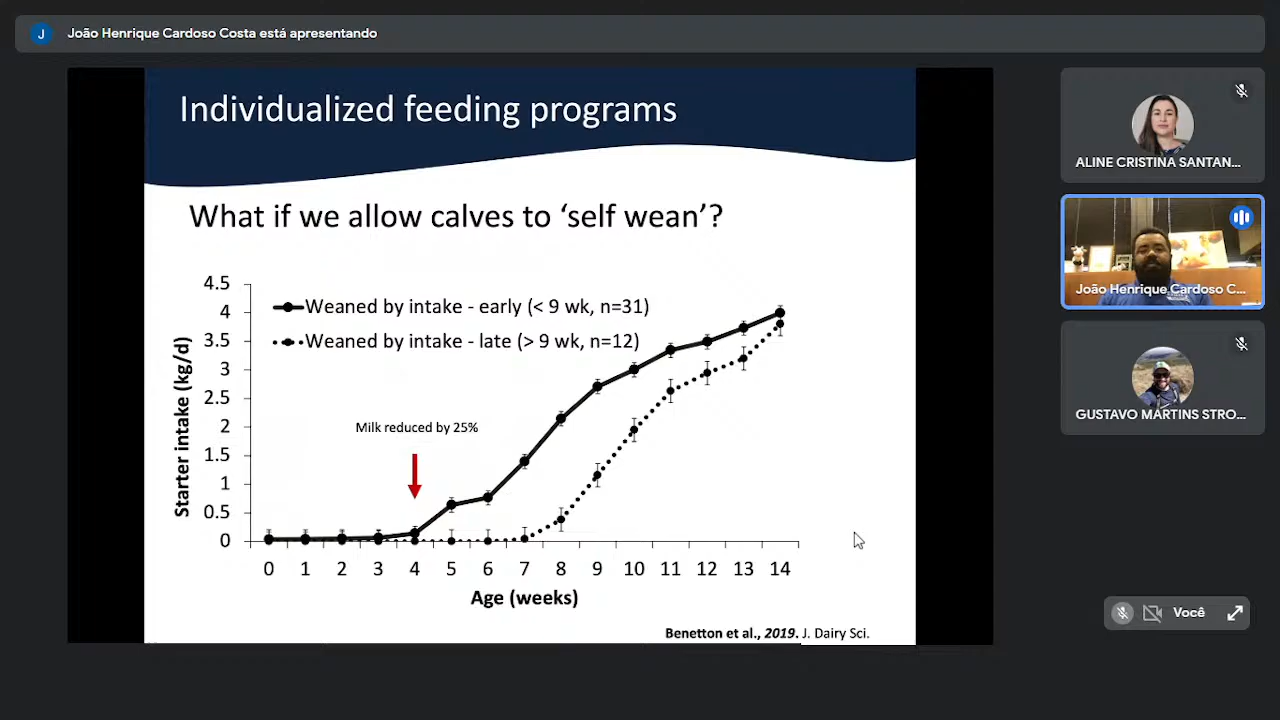 J
João Henrique Cardoso Costa está apresentando
Individualized feeding programs
What if we allow calves to ‘self wean’?
Starter intake (kg/d)
4.5
4
3.5
3
2.5
2
1.5
1
0.5
0
Weaned by intake - early (< 9 wk, n=31)
Weaned by intake - late (> 9 wk, n=12)
Milk reduced by 25%
0 1 2 3 4 5 6 7 8 9 10 11 12 13 14
Age (weeks)
Benetton et al., 2019. J. Dairy Sci.
ALINE CRISTINA SANTAN...
João Henrique Cardoso C...
GUSTAVO MARTINS STRO...
Você